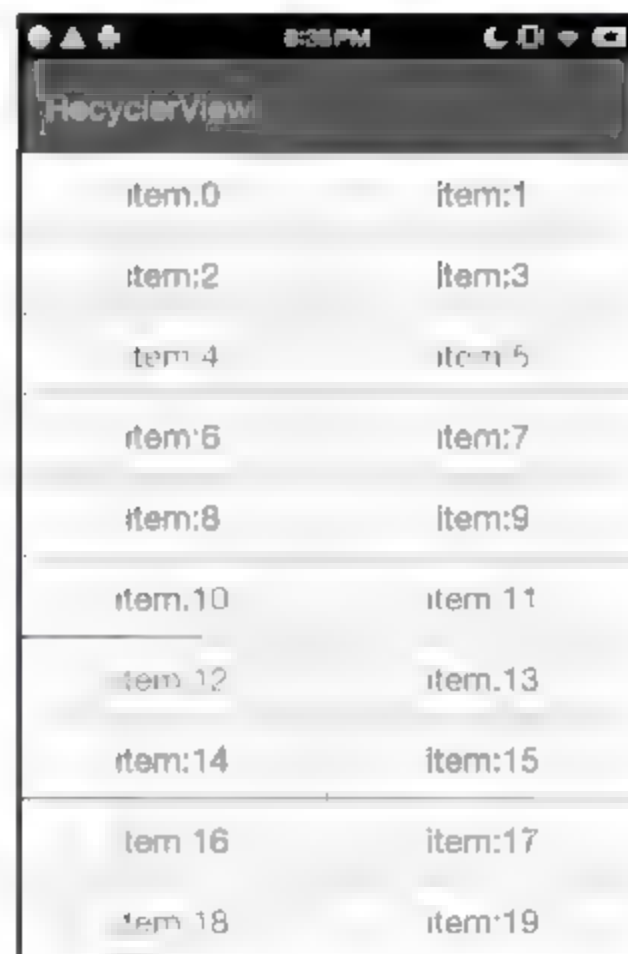 8:36 PM
RecyclerView
item:0 item:1
item:2 item:3
item:4 item:5
item:6 item:7
item:8 item:9
item:10 item:11
item:12 item:13
item:14 item:15
item:16 item:17
item:18 item:19